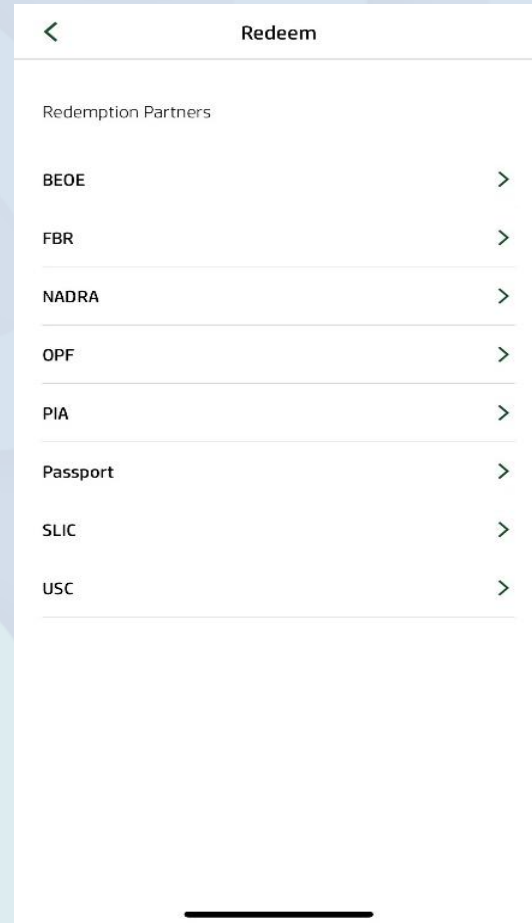 Redeem
Redemption Partners
BEOE
FBR
NADRA
OPF
PIA
Passport
SLIC
USC